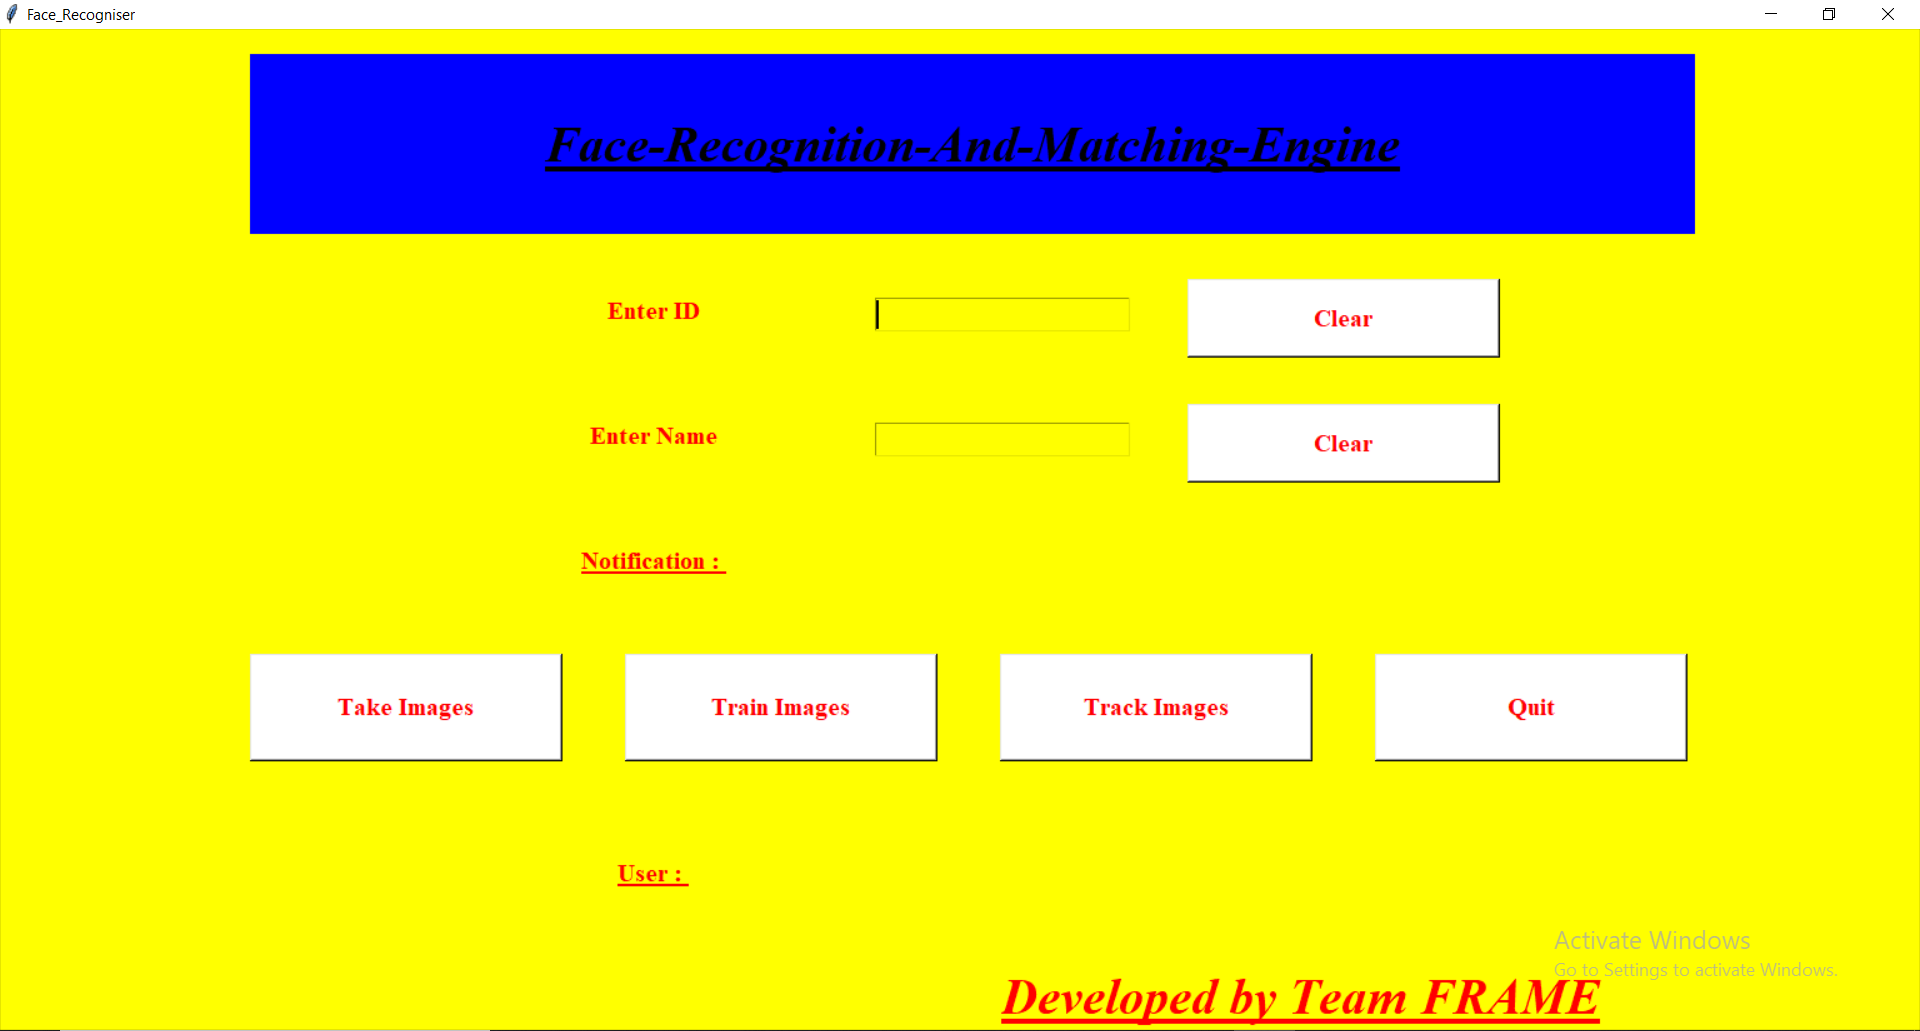 Face_Recogniser
Face-Recognition-And-Matching-Engine
Enter ID
Clear
Enter Name
Clear
Notification :
Take Images
Train Images
Track Images
Quit
User :
Activate Windows
Go to Settings to activate Windows.
Developed by Team FRAME